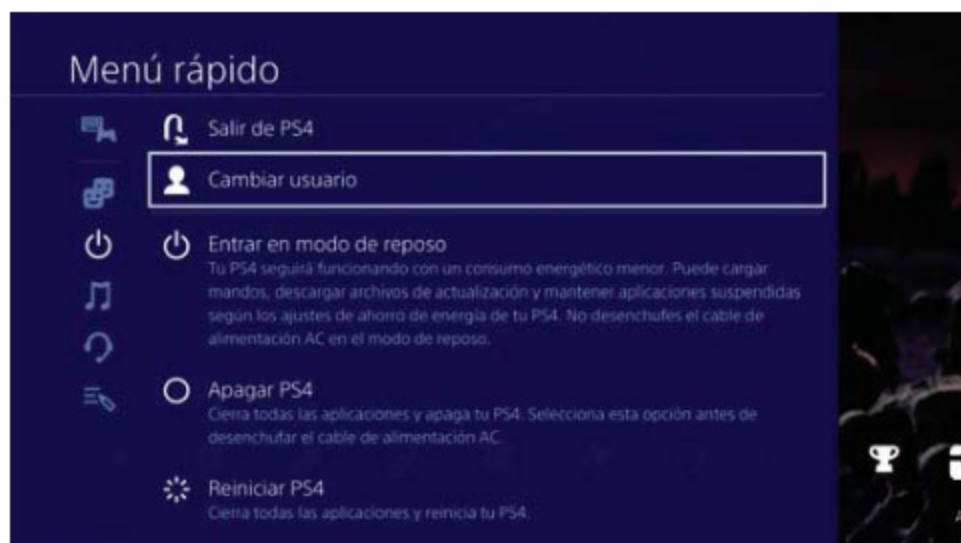 Menú rápido
Salir de PS4
Cambiar usuario
Entrar en modo de reposo
Tu PS4 seguirá funcionando con un consumo energético menor. Puede cargar
mandos, descargar archivos de actualización y mantener aplicaciones suspendidas
según los ajustes de ahorro de energía de tu PS4. No desenchufes el cable de
alimentación AC en el modo de reposo.
Apagar PS4
Cierra todas las aplicaciones y apaga tu PS4. Selecciona esta opción antes de
desenchufar el cable de alimentación AC.
Reiniciar PS4
Cierra todas las aplicaciones y reinicia tu PS4.